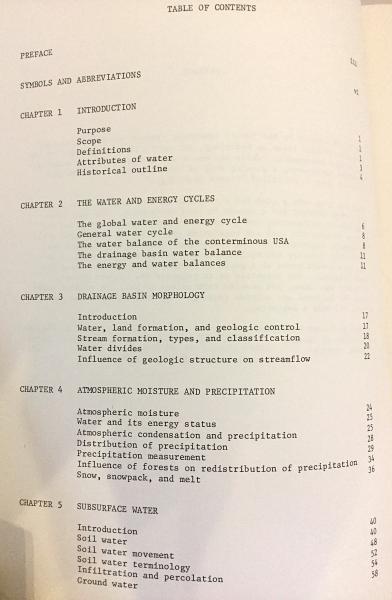 TABLE OF CONTENTS
PREFACE iii
SYMBOLS AND ABBREVIATIONS vi
CHAPTER 1 INTRODUCTION
Purpose 1
Scope 1
Definitions 1
Attributes of water 3
Historical outline 4
CHAPTER 2 THE WATER AND ENERGY CYCLES
The global water and energy cycle 6
General water cycle 8
The water balance of the conterminous USA 8
The drainage basin water balance 11
The energy and water balances 11
CHAPTER 3 DRAINAGE BASIN MORPHOLOGY
Introduction 17
Water, land formation, and geologic control 17
Stream formation, types, and classification 18
Water divides 20
Influence of geologic structure on streamflow 22
CHAPTER 4 ATMOSPHERIC MOISTURE AND PRECIPITATION
Atmospheric moisture 24
Water and its energy status 25
Atmospheric condensation and precipitation 25
Distribution of precipitation 28
Precipitation measurement 29
Influence of forests on redistribution of precipitation 34
Snow, snowpack, and melt 36
CHAPTER 5 SUBSURFACE WATER
Introduction 40
Soil water 40
Soil water movement 48
Soil water terminology 52
Infiltration and percolation 54
Ground water 58